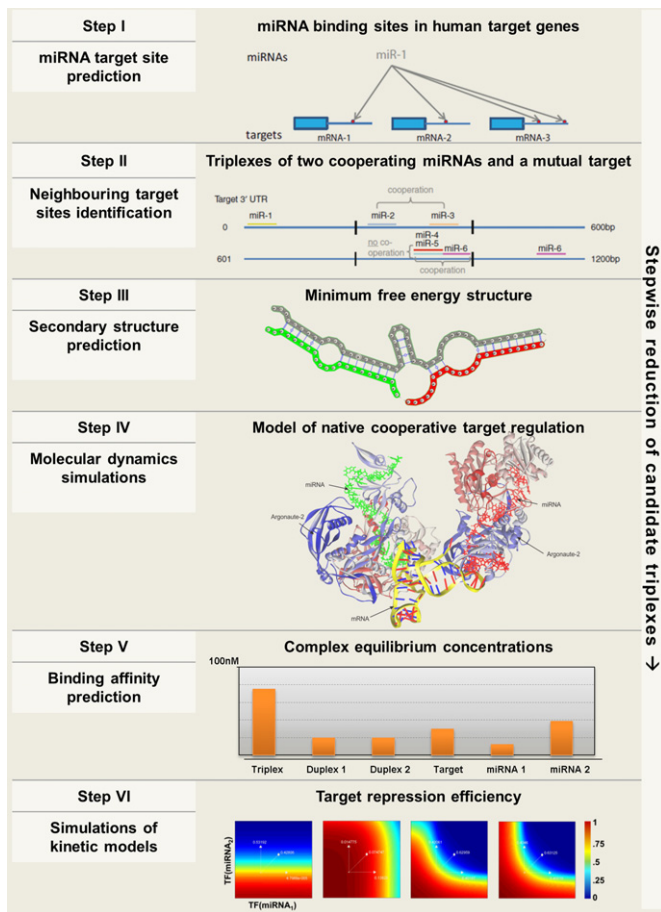 Step I
miRNA target site
prediction
miRNA binding sites in human target genes
miRNAs
miR-1
targets
mRNA-1
mRNA-2
mRNA-3
Step II
Neighbouring target
sites identification
Triplexes of two cooperating miRNAs and a mutual target
Target 3' UTR
cooperation
miR-1
miR-2
miR-3
0
600bp
miR-4
no co-
operation
miR-5
miR-6
miR-6
601
1200bp
cooperation
Step III
Secondary structure
prediction
Minimum free energy structure
Step IV
Molecular dynamics
simulations
Model of native cooperative target regulation
miRNA
miRNA
Argonaute-2
Argonaute-2
mRNA
Step V
Binding affinity
prediction
Complex equilibrium concentrations
100nM
Triplex
Duplex 1
Duplex 2
Target
miRNA 1
miRNA 2
Step VI
Simulations of
kinetic models
Target repression efficiency
TF(miRNA2)
TF(miRNA1)
1
.75
.5
.25
0
Stepwise reduction of candidate triplexes →